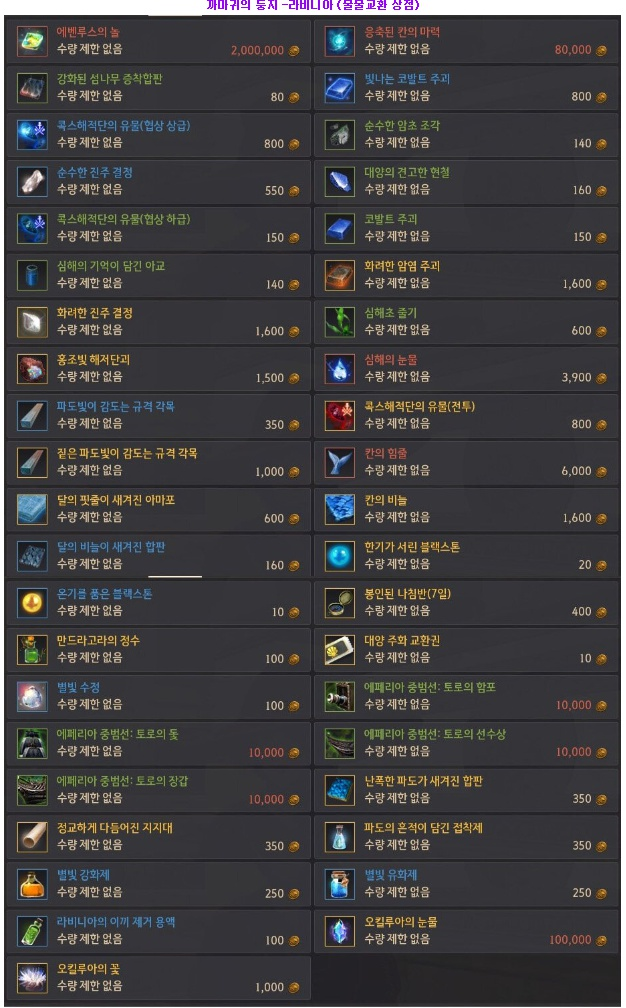 까마귀의 둥지 -라비니아 (물물교환 상점)
에벤루스의 놀
수량 제한 없음
2,000,000
응축된 칸의 마력
수량 제한 없음
80,000
강화된 섬나무 증착합판
수량 제한 없음
80
빛나는 코발트 주괴
수량 제한 없음
800
콕스해적단의 유물(협상 상급)
수량 제한 없음
800
순수한 암초 조각
수량 제한 없음
140
순수한 진주 결정
수량 제한 없음
550
대양의 견고한 현철
수량 제한 없음
160
콕스해적단의 유물(협상 하급)
수량 제한 없음
150
코발트 주괴
수량 제한 없음
150
심해의 기억이 담긴 아교
수량 제한 없음
140
화려한 암염 주괴
수량 제한 없음
1,600
화려한 진주 결정
수량 제한 없음
1,600
심해초 줄기
수량 제한 없음
600
홍조빛 해저단괴
수량 제한 없음
1,500
심해의 눈물
수량 제한 없음
3,900
파도빛이 감도는 규격 각목
수량 제한 없음
350
콕스해적단의 유물(전투)
수량 제한 없음
800
짙은 파도빛이 감도는 규격 각목
수량 제한 없음
1,000
칸의 힘줄
수량 제한 없음
6,000
달의 핏줄이 새겨진 아마포
수량 제한 없음
600
칸의 비늘
수량 제한 없음
1,600
달의 비늘이 새겨진 합판
수량 제한 없음
160
한기가 서린 블랙스톤
수량 제한 없음
20
온기를 품은 블랙스톤
수량 제한 없음
10
봉인된 나침반(7일)
수량 제한 없음
400
만드라고라의 정수
수량 제한 없음
100
대양 주화 교환권
수량 제한 없음
10
별빛 수정
수량 제한 없음
100
에페리아 중범선: 토로의 함포
수량 제한 없음
10,000
에페리아 중범선: 토로의 돛
수량 제한 없음
10,000
에페리아 중범선: 토로의 선수상
수량 제한 없음
10,000
에페리아 중범선: 토로의 장갑
수량 제한 없음
10,000
난폭한 파도가 새겨진 합판
수량 제한 없음
350
정교하게 다듬어진 지지대
수량 제한 없음
350
파도의 흔적이 담긴 접착제
수량 제한 없음
350
별빛 강화제
수량 제한 없음
250
별빛 유화제
수량 제한 없음
250
라비니아의 이끼 제거 용액
수량 제한 없음
100
오킬루아의 눈물
수량 제한 없음
100,000
오킬루아의 꽃
수량 제한 없음
1,000